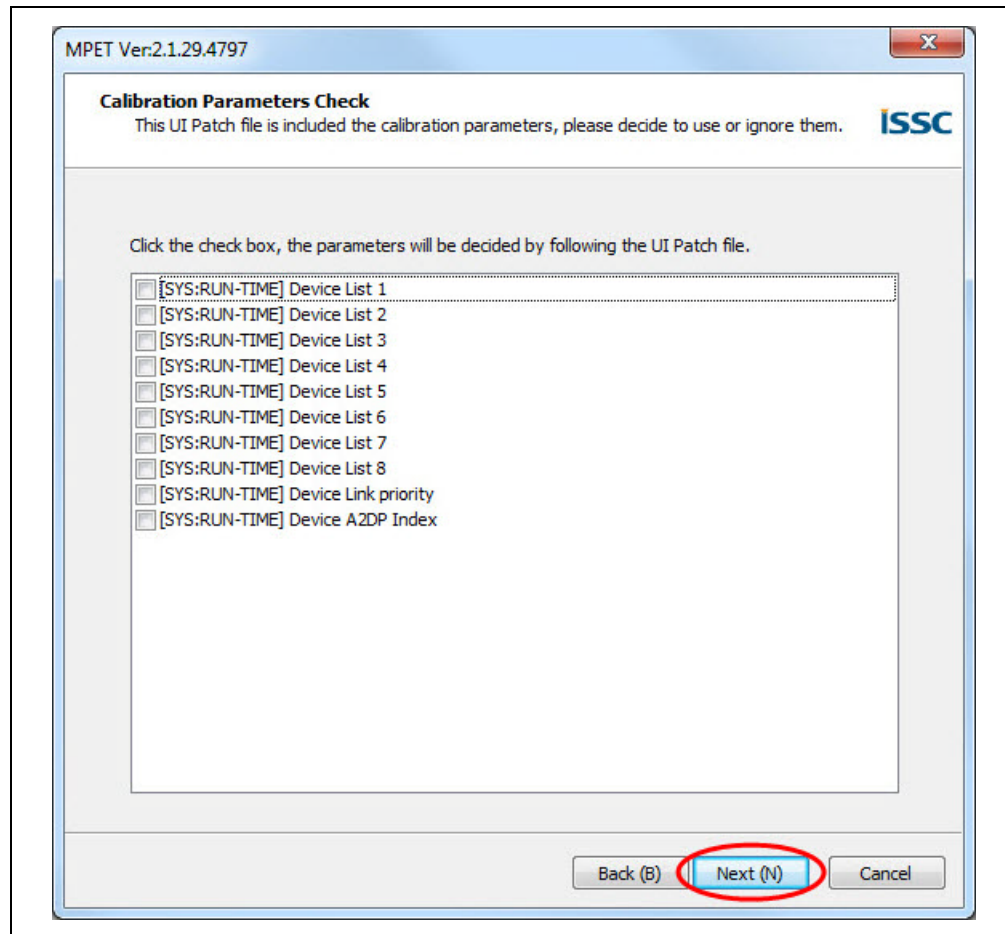 MPET Ver:2.1.29.4797
Calibration Parameters Check
This UI Patch file is included the calibration parameters, please decide to use or ignore them.
ISSC
Click the check box, the parameters will be decided by following the UI Patch file.
[SYS:RUN-TIME] Device List 1
[SYS:RUN-TIME] Device List 2
[SYS:RUN-TIME] Device List 3
[SYS:RUN-TIME] Device List 4
[SYS:RUN-TIME] Device List 5
[SYS:RUN-TIME] Device List 6
[SYS:RUN-TIME] Device List 7
[SYS:RUN-TIME] Device List 8
[SYS:RUN-TIME] Device Link priority
[SYS:RUN-TIME] Device A2DP Index
Back (B) Next (N) Cancel